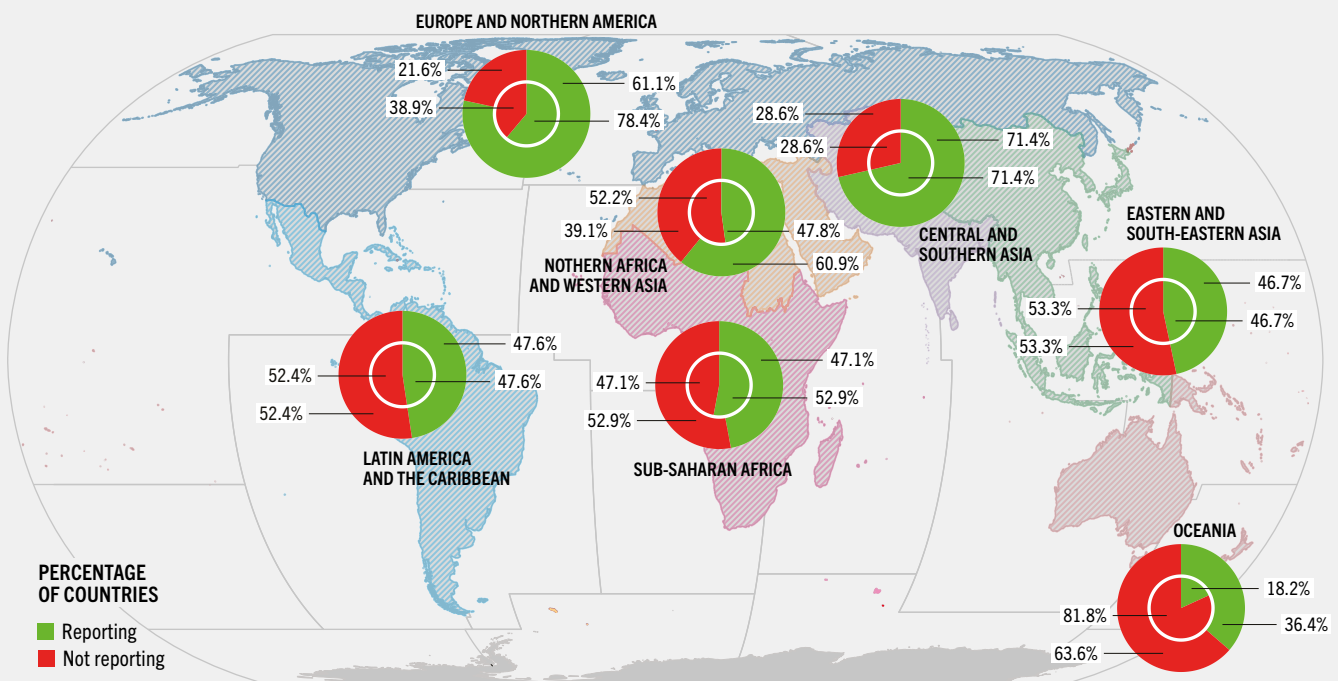 EUROPE AND NORTHERN AMERICA
21.6%
61.1%
38.9%
78.4%
28.6%
71.4%
28.6%
71.4%
CENTRAL AND
SOUTHERN ASIA
52.2%
47.8%
39.1%
60.9%
NOTHERN AFRICA
AND WESTERN ASIA
EASTERN AND
SOUTH-EASTERN ASIA
46.7%
53.3%
46.7%
53.3%
47.6%
52.4%
47.6%
52.4%
LATIN AMERICA
AND THE CARIBBEAN
47.1%
47.1%
52.9%
52.9%
SUB-SAHARAN AFRICA
OCEANIA
18.2%
81.8%
36.4%
63.6%
PERCENTAGE
OF COUNTRIES
Reporting
Not reporting